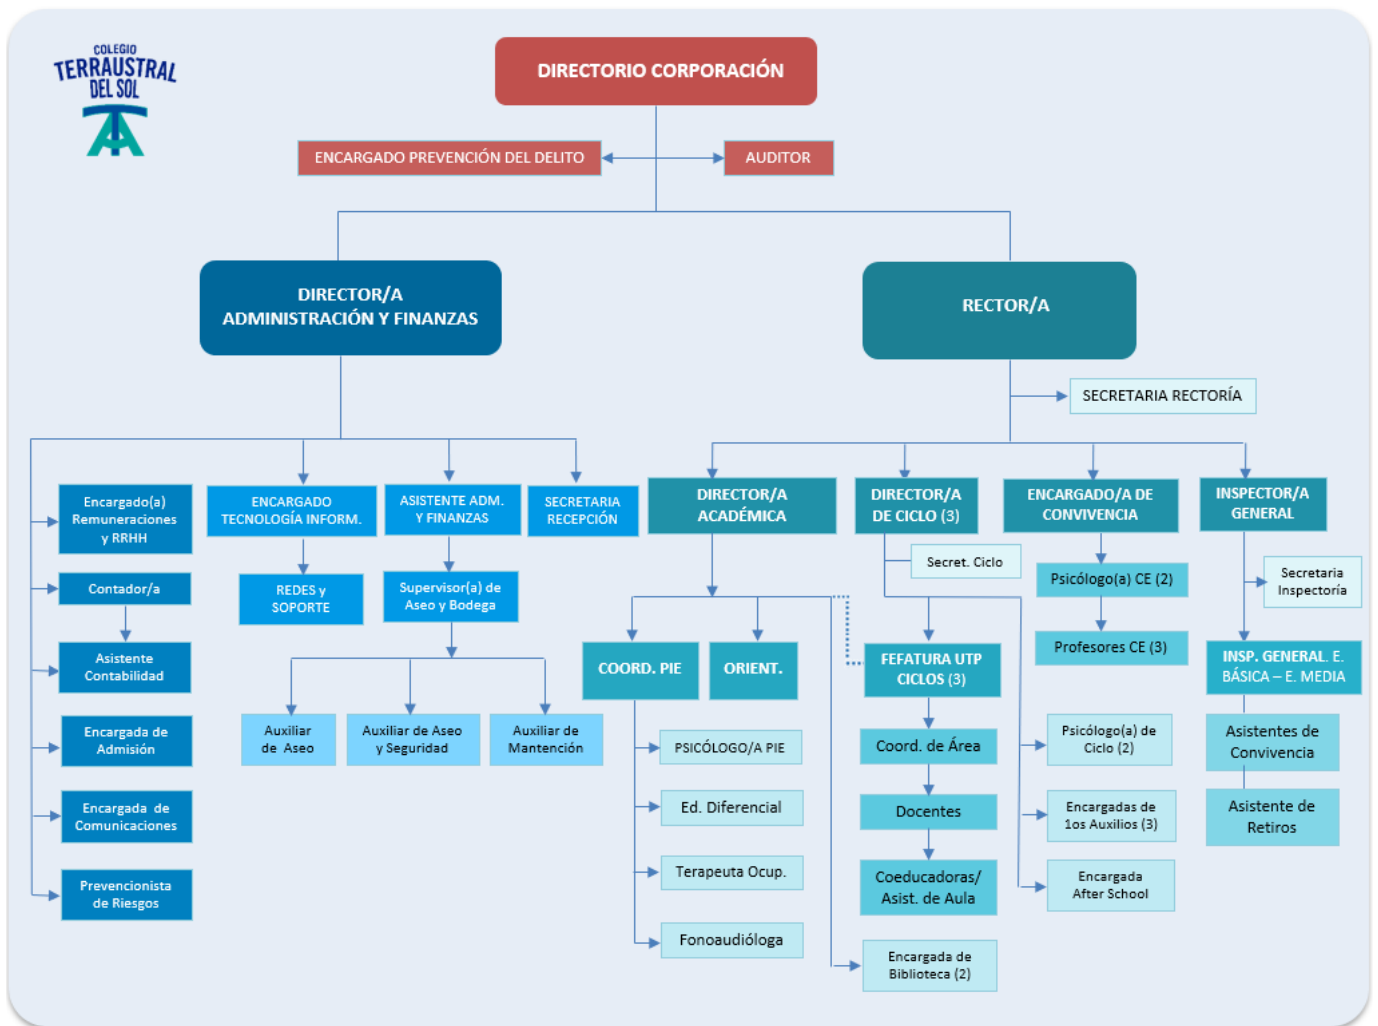 COLEGIO
TERRAUSTRAL
DEL SOL
DIRECTORIO CORPORACIÓN
ENCARGADO PREVENCIÓN DEL DELITO
AUDITOR
DIRECTOR/A
ADMINISTRACIÓN Y FINANZAS
RECTOR/A
SECRETARIA RECTORÍA
Encargado(a)
Remuneraciones
y RRHH
ENCARGADO
TECNOLOGÍA INFORM.
ASISTENTE ADM.
Y FINANZAS
SECRETARIA
RECEPCIÓN
DIRECTOR/A
ACADÉMICA
DIRECTOR/A
DE CICLO (3)
ENCARGADO/A DE
CONVIVENCIA
INSPECTOR/A
GENERAL
Secret. Ciclo
Contador/a
REDES y
SOPORTE
Supervisor(a) de
Aseo y Bodega
Psicólogo(a) CE (2)
Secretaria
Inspectoría
Asistente
Contabilidad
COORD. PIE
ORIENT.
FEFATURA UTP
CICLOS (3)
Profesores CE (3)
INSP. GENERAL. E.
BÁSICA – E. MEDIA
Encargada de
Admisión
Auxiliar
de Aseo
Auxiliar de Aseo
y Seguridad
Auxiliar de
Mantención
PSICÓLOGO/A PIE
Coord. de Área
Psicólogo(a) de
Ciclo (2)
Asistentes de
Convivencia
Encargada de
Comunicaciones
Ed. Diferencial
Docentes
Encargadas de
1os Auxilios (3)
Asistente de
Retiros
Prevencionista
de Riesgos
Terapeuta Ocup.
Coeducadoras/
Asist. de Aula
Encargada
After School
Fonoaudióloga
Encargada de
Biblioteca (2)